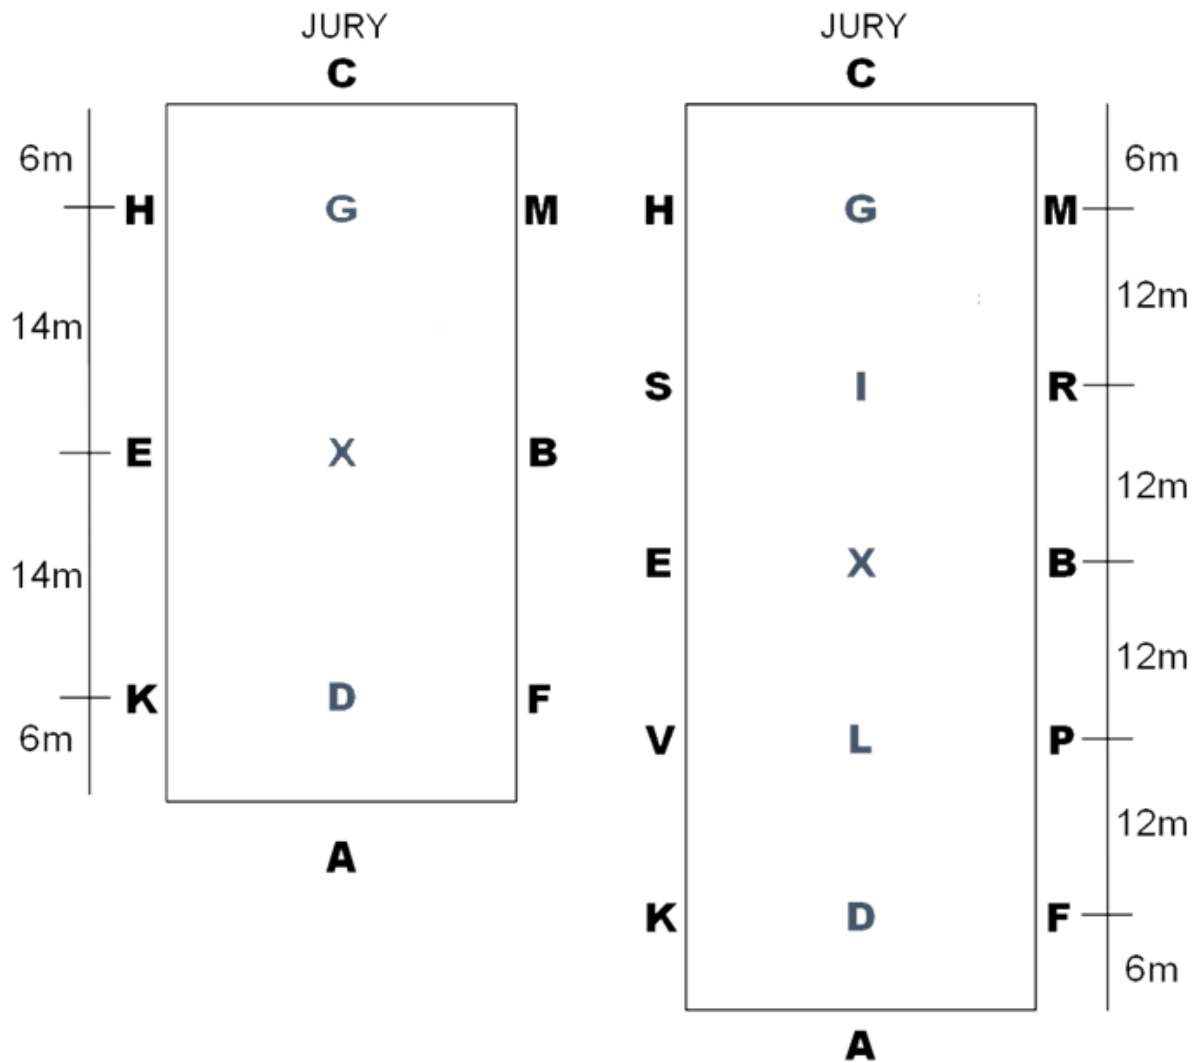 JURY
C
6m
H G M
14m
E X B
14m
K D F
6m
A
JURY
C
6m
H G M
12m
S I R
12m
E X B
12m
V L P
12m
K D F
6m
A